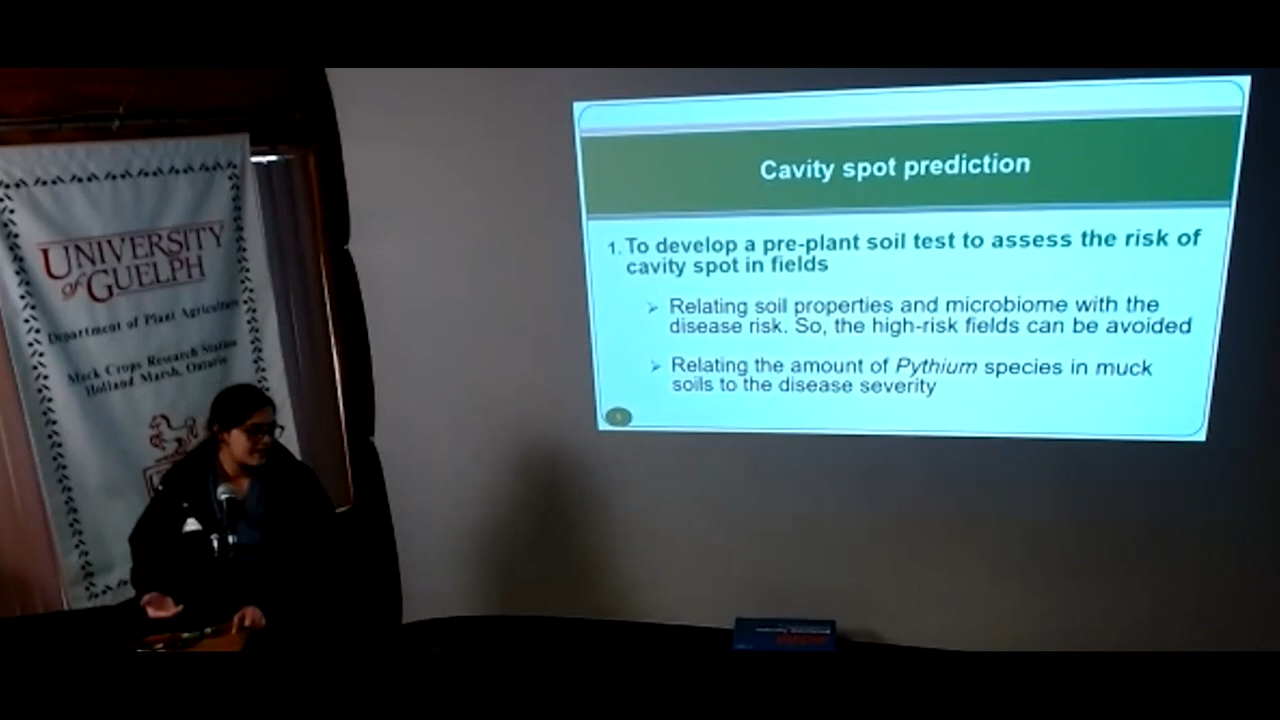 UNIVERSITY
of GUELPH
Department of Plant Agriculture
Muck Crops Research Station
Holland Marsh, Ontario
Cavity spot prediction
1. To develop a pre-plant soil test to assess the risk of
cavity spot in fields
➢ Relating soil properties and microbiome with the
disease risk. So, the high-risk fields can be avoided
➢ Relating the amount of Pythium species in muck
soils to the disease severity